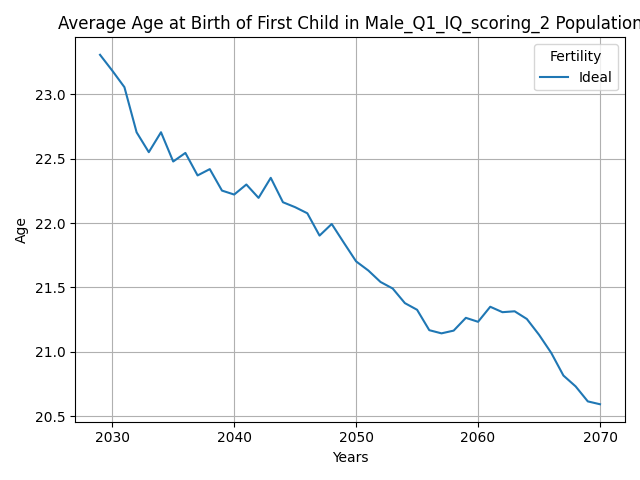 Average Age at Birth of First Child in Male_Q1_IQ_scoring_2 Population
Fertility
Ideal
23.0
22.5
22.0
21.5
21.0
20.5
Age
2030 2040 2050 2060 2070
Years